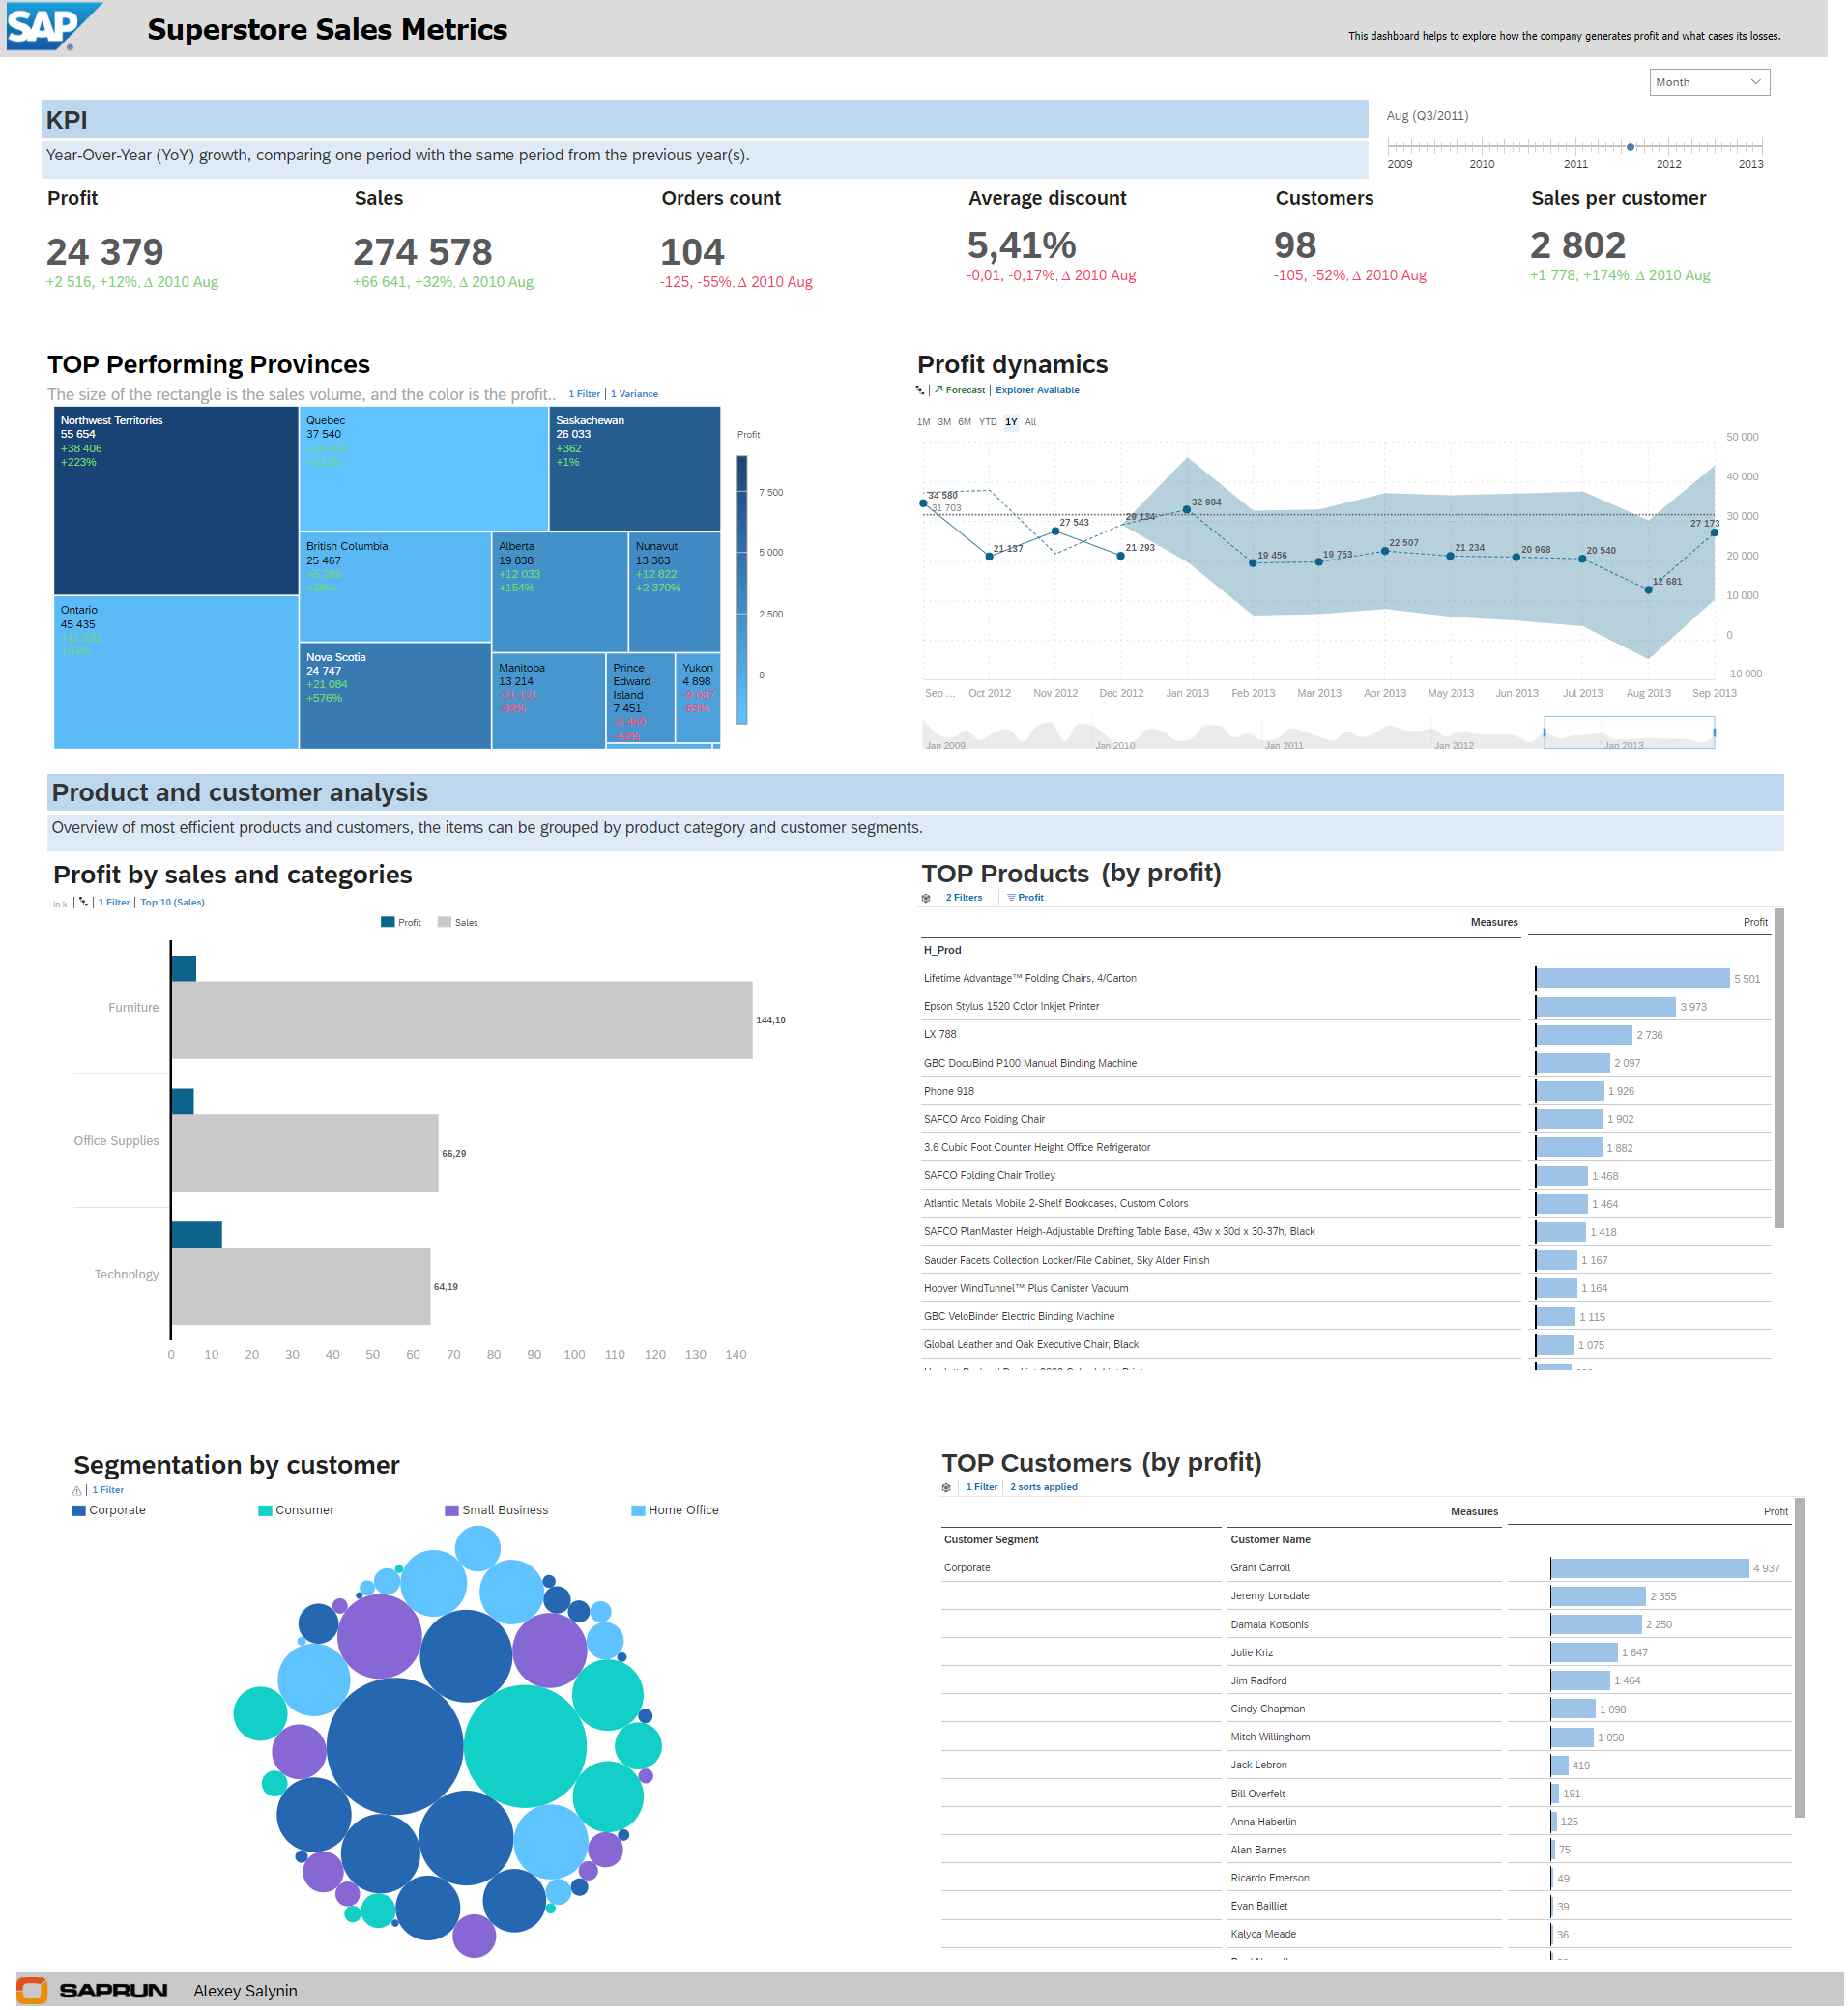 SAP
Superstore Sales Metrics
This dashboard helps to explore how the company generates profit and what cases its losses.
Month
KPI
Year-Over-Year (YoY) growth, comparing one period with the same period from the previous year(s).
Aug (Q3/2011)
2009 2010 2011 2012 2013
Profit
24 379
+2 516, +12%, Δ 2010 Aug
Sales
274 578
+66 641, +32%, Δ 2010 Aug
Orders count
104
-125, -55%, Δ 2010 Aug
Average discount
5,41%
-0,01, -0,17%, Δ 2010 Aug
Customers
98
-105, -52%, Δ 2010 Aug
Sales per customer
2 802
+1 778, +174%, Δ 2010 Aug
TOP Performing Provinces
The size of the rectangle is the sales volume, and the color is the profit.. | 1 Filter | 1 Variance
Northwest Territories
55 654
+38 406
+223%
Quebec
37 540
Saskachewan
26 033
+362
+1%
Ontario
45 435
+34%
British Columbia
25 467
Alberta
19 838
+12 033
+154%
Nunavut
13 363
+12 822
+2 370%
Nova Scotia
24 747
+21 084
+576%
Manitoba
13 214
-21 121
-62%
Prince
Edward
Island
7 451
-42%
Yukon
4 898
-65%
Profit
7 500
5 000
2 500
0
Profit dynamics
Forecast | Explorer Available
1M 3M 6M YTD 1Y All
50 000
40 000
30 000
20 000
10 000
0
-10 000
34 580
31 703
21 137
27 543
29 134
21 293
32 984
19 456
19 753
22 507
21 234
20 968
20 540
12 681
27 173
Sep ... Oct 2012 Nov 2012 Dec 2012 Jan 2013 Feb 2013 Mar 2013 Apr 2013 May 2013 Jun 2013 Jul 2013 Aug 2013 Sep 2013
Jan 2009 Jan 2010 Jan 2011 Jan 2012 Jan 2013
Product and customer analysis
Overview of most efficient products and customers, the items can be grouped by product category and customer segments.
Profit by sales and categories
in k | 1 Filter | Top 10 (Sales)
Profit Sales
Furniture
144,10
Office Supplies
66,29
Technology
64,19
0 10 20 30 40 50 60 70 80 90 100 110 120 130 140
TOP Products (by profit)
2 Filters Profit
Measures Profit
H_Prod
Lifetime Advantage™ Folding Chairs, 4/Carton 5 501
Epson Stylus 1520 Color Inkjet Printer 3 973
LX 788 2 736
GBC DocuBind P100 Manual Binding Machine 2 097
Phone 918 1 926
SAFCO Arco Folding Chair 1 902
3.6 Cubic Foot Counter Height Office Refrigerator 1 882
SAFCO Folding Chair Trolley 1 468
Atlantic Metals Mobile 2-Shelf Bookcases, Custom Colors 1 464
SAFCO PlanMaster Heigh-Adjustable Drafting Table Base, 43w x 30d x 30-37h, Black 1 418
Sauder Facets Collection Locker/File Cabinet, Sky Alder Finish 1 167
Hoover WindTunnel™ Plus Canister Vacuum 1 164
GBC VeloBinder Electric Binding Machine 1 115
Global Leather and Oak Executive Chair, Black 1 075
Segmentation by customer
1 Filter
Corporate Consumer Small Business Home Office
TOP Customers (by profit)
1 Filter 2 sorts applied
Measures Profit
Customer Segment Customer Name
Corporate Grant Carroll 4 937
Jeremy Lonsdale 2 355
Damala Kotsonis 2 250
Julie Kriz 1 647
Jim Radford 1 464
Cindy Chapman 1 098
Mitch Willingham 1 050
Jack Lebron 419
Bill Overfelt 191
Anna Haberlin 125
Alan Barnes 75
Ricardo Emerson 49
Evan Bailliet 39
Kalyca Meade 36
SAPRUN Alexey Salynin